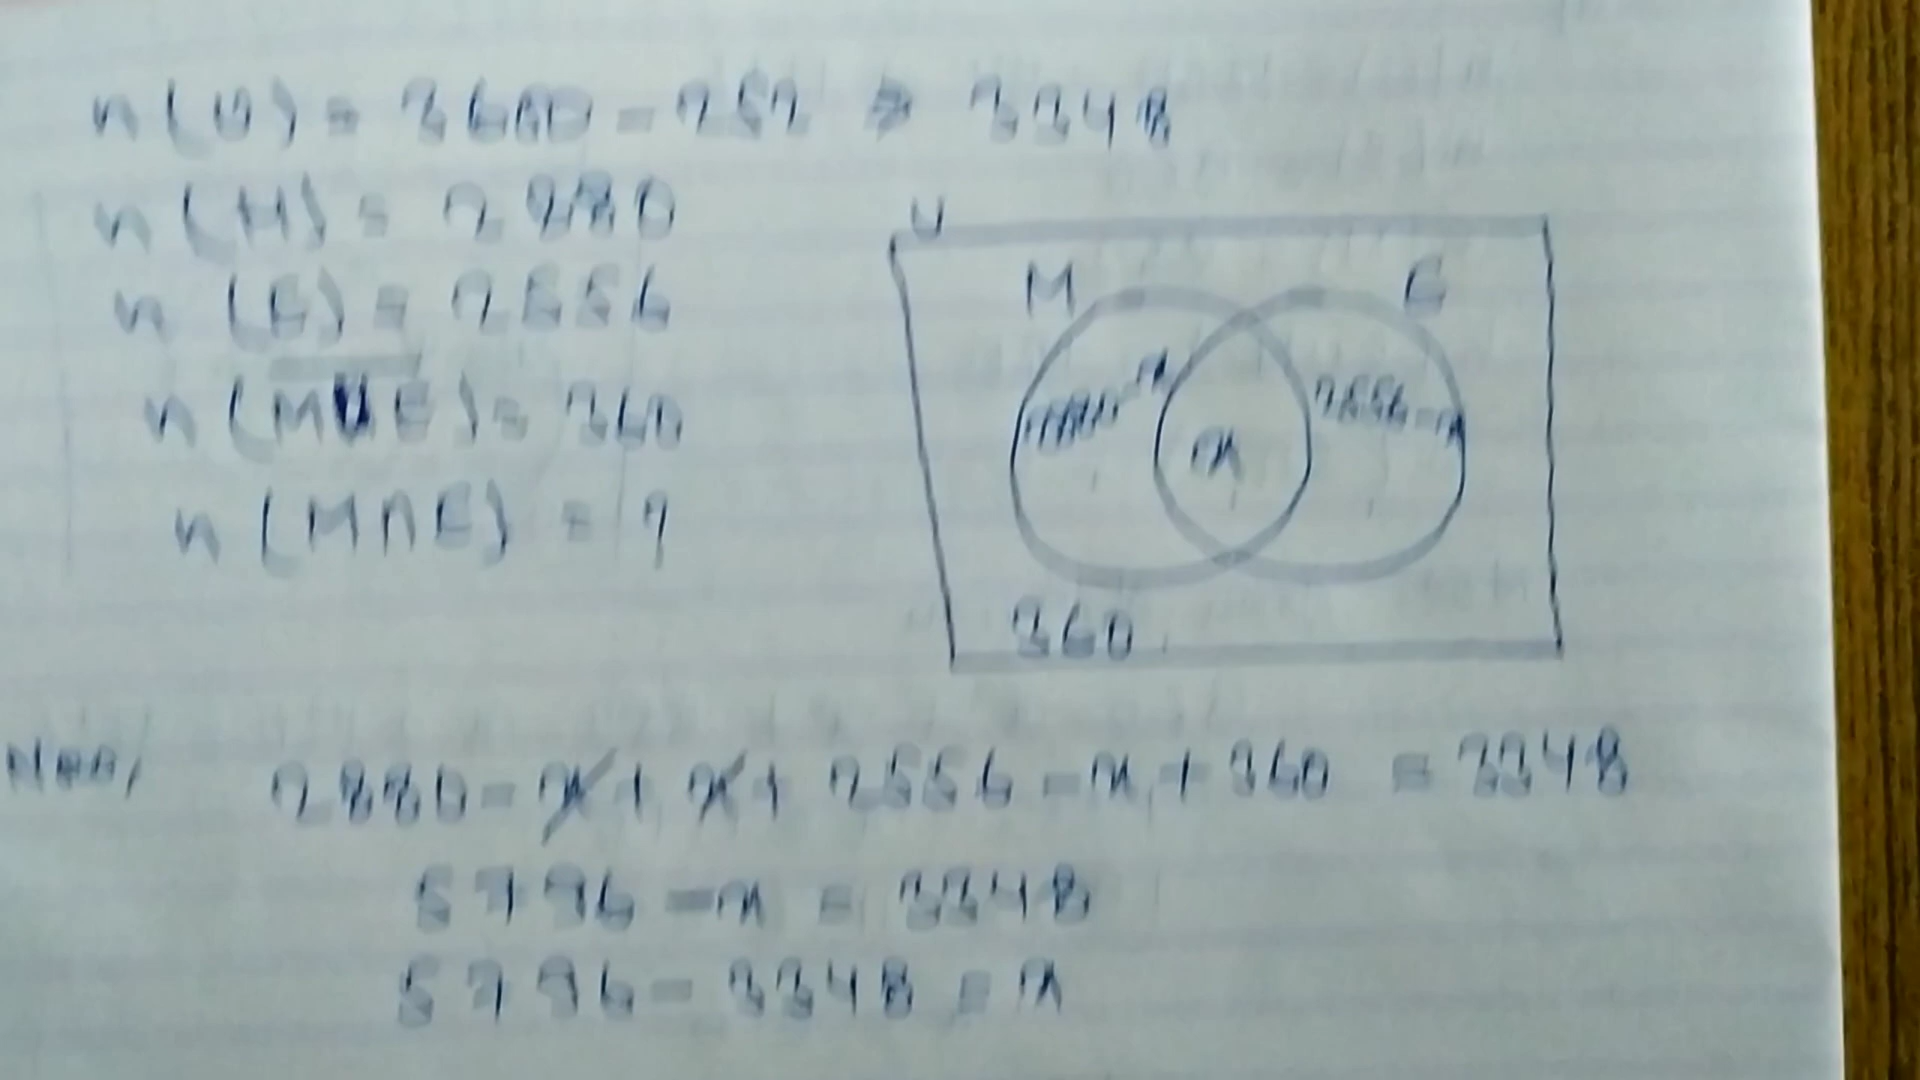 n(U) = 3600 - 252 ⇒ 3348
n(M) = 2880
n(E) = 2556
n(M∪E)‾ = 360
n(M∩E) = ?
U
M E
2880-x x 2556-x
360
2880 - x + x + 2556 - x + 360 = 3348
5796 - x = 3348
5796 - 3348 = x